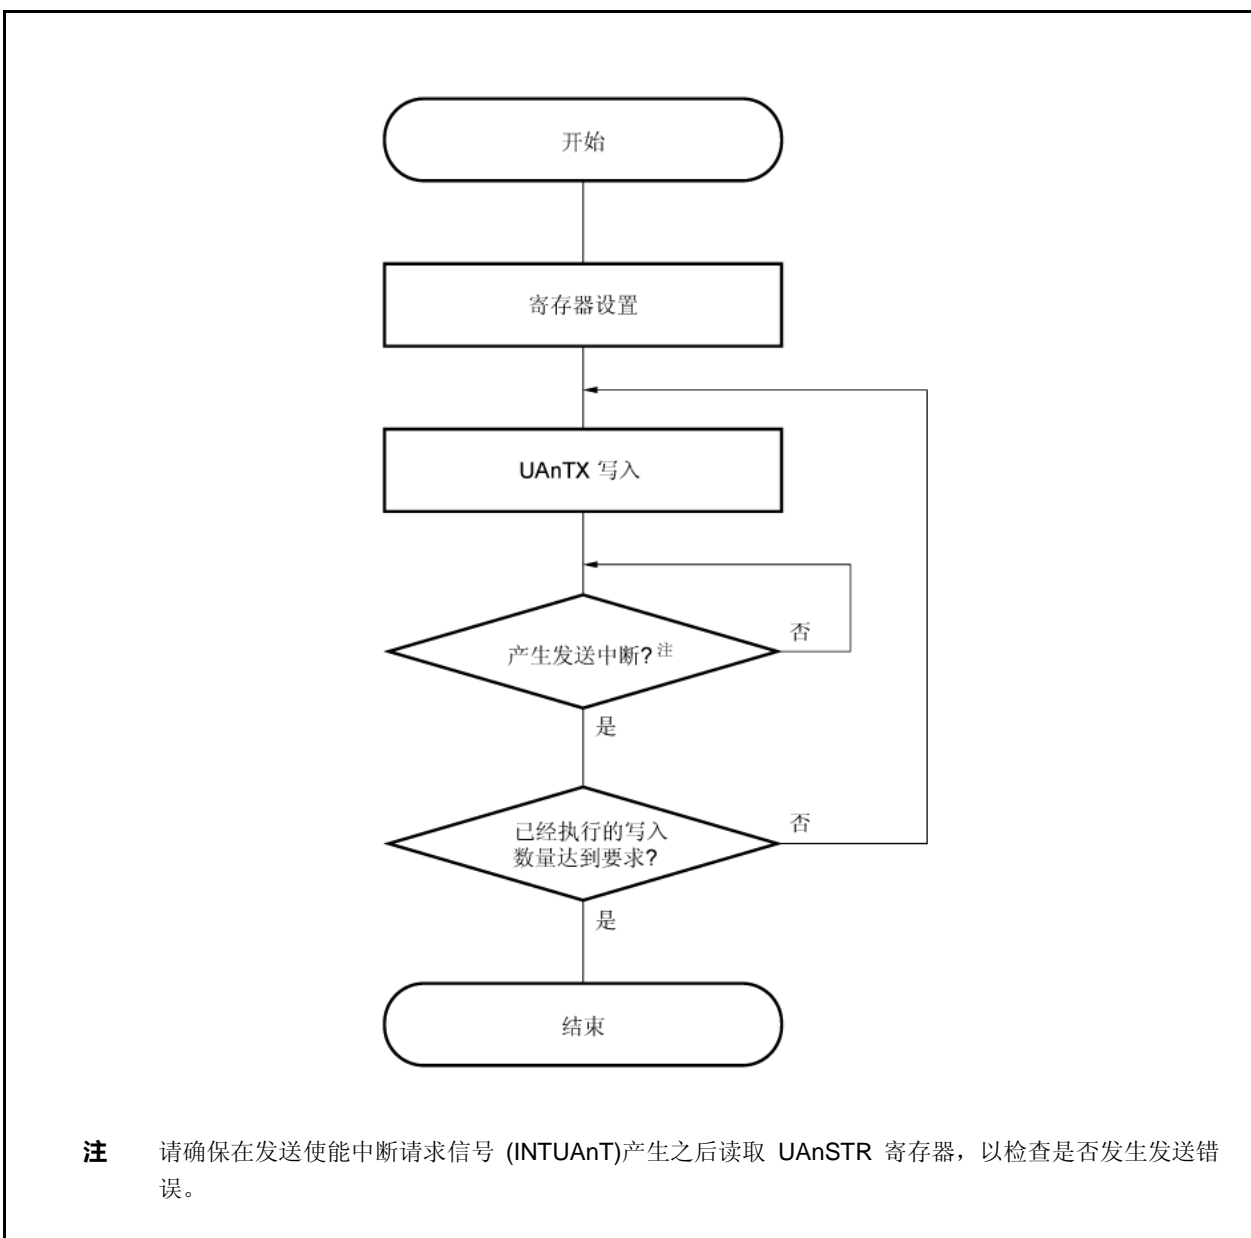 开始
寄存器设置
UAnTX 写入
否
产生发送中断?注
是
否
已经执行的写入
数量达到要求?
是
结束
注 请确保在发送使能中断请求信号 (INTUAnT)产生之后读取 UAnSTR 寄存器，以检查是否发生发送错
误。